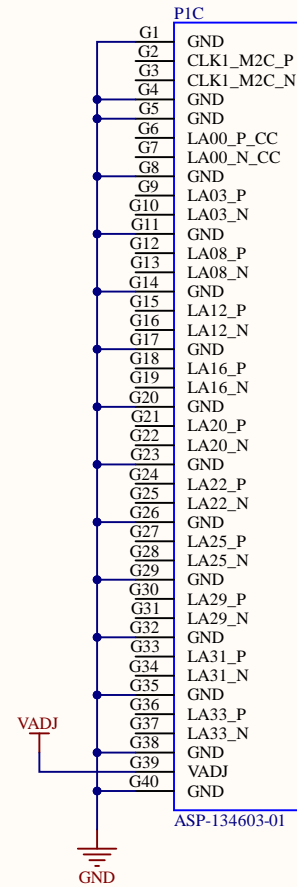 P1C
G1 GND
G2 CLK1_M2C_P
G3 CLK1_M2C_N
G4 GND
G5 GND
G6 LA00_P_CC
G7 LA00_N_CC
G8 GND
G9 LA03_P
G10 LA03_N
G11 GND
G12 LA08_P
G13 LA08_N
G14 GND
G15 LA12_P
G16 LA12_N
G17 GND
G18 LA16_P
G19 LA16_N
G20 GND
G21 LA20_P
G22 LA20_N
G23 GND
G24 LA22_P
G25 LA22_N
G26 GND
G27 LA25_P
G28 LA25_N
G29 GND
G30 LA29_P
G31 LA29_N
G32 GND
G33 LA31_P
G34 LA31_N
G35 GND
G36 LA33_P
G37 LA33_N
VADJ
G38 GND
G39 VADJ
G40 GND
ASP-134603-01
GND